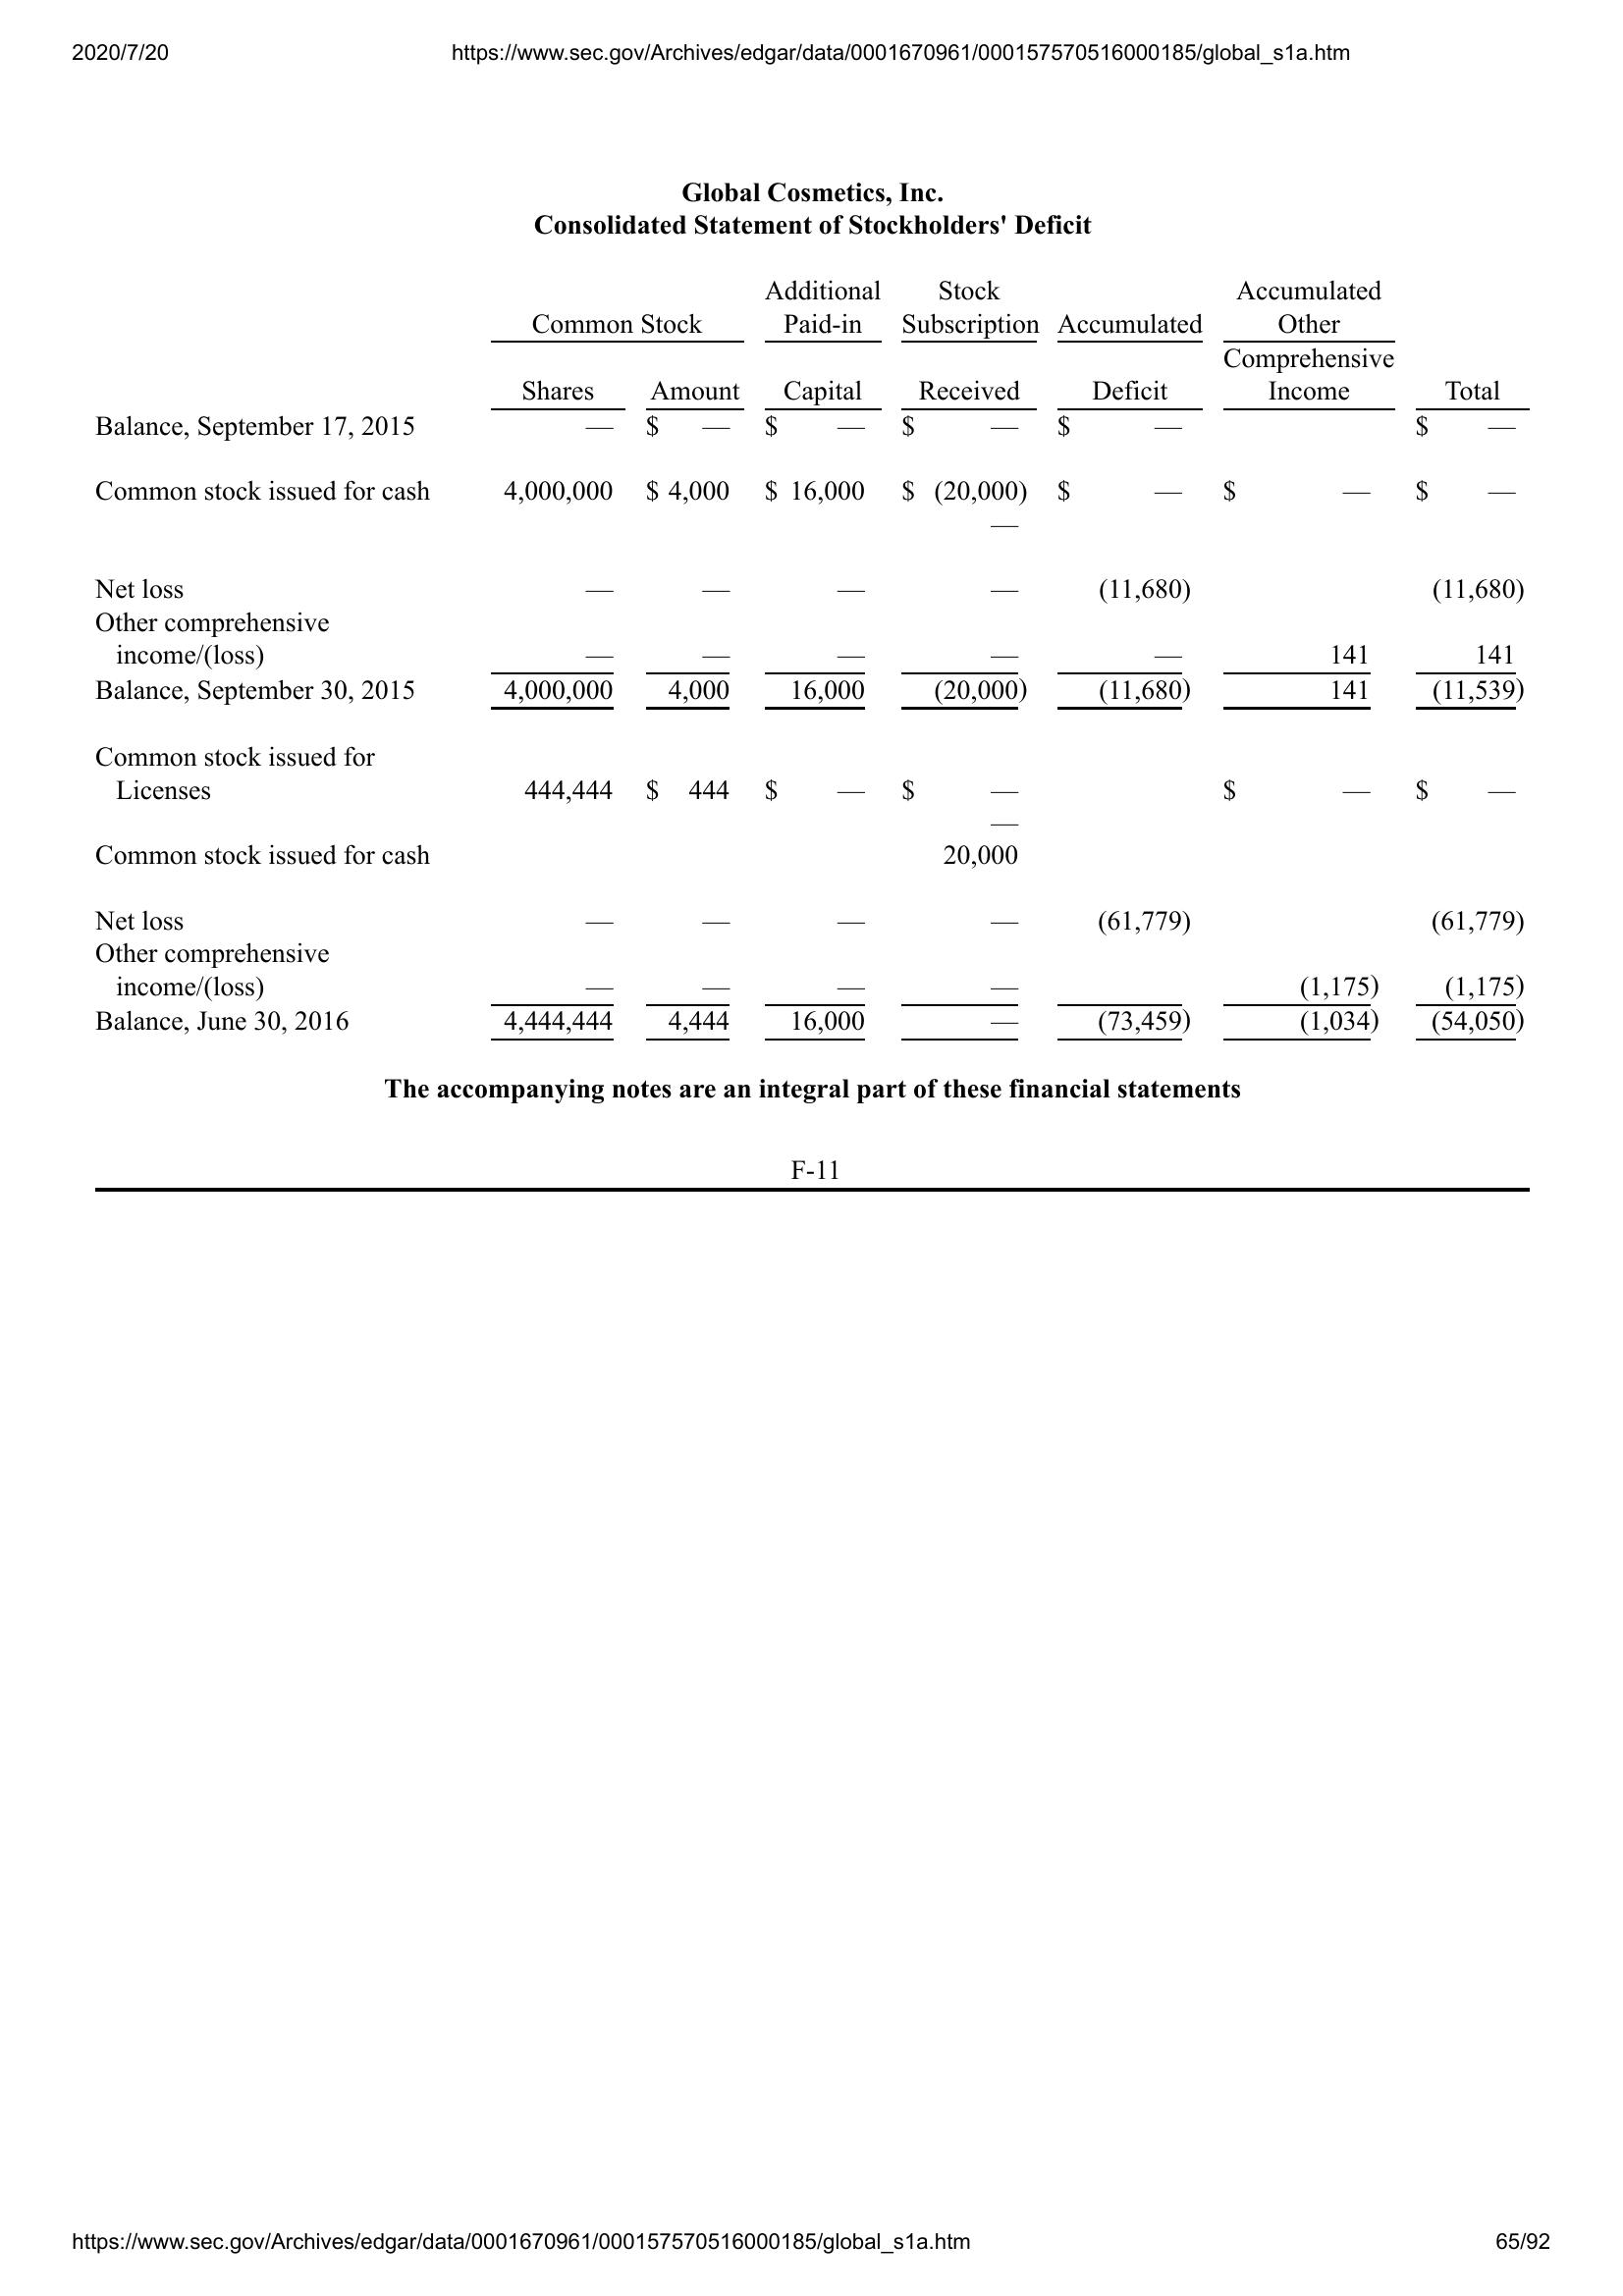 2020/7/20 https://www.sec.gov/Archives/edgar/data/0001670961/000157570516000185/global_s1a.htm
Global Cosmetics, Inc.
Consolidated Statement of Stockholders' Deficit
Additional Stock Accumulated
Common Stock Paid-in Subscription Accumulated Other
Comprehensive
Shares Amount Capital Received Deficit Income Total
Balance, September 17, 2015 — $ — $ — $ — $ — $ —
Common stock issued for cash 4,000,000 $ 4,000 $ 16,000 $ (20,000) $ — $ — $ —
—
Net loss — — — — (11,680) (11,680)
Other comprehensive
income/(loss) — — — — — 141 141
Balance, September 30, 2015 4,000,000 4,000 16,000 (20,000) (11,680) 141 (11,539)
Common stock issued for
Licenses 444,444 $ 444 $ — $ — $ — $ —
—
Common stock issued for cash 20,000
Net loss — — — — (61,779) (61,779)
Other comprehensive
income/(loss) — — — — (1,175) (1,175)
Balance, June 30, 2016 4,444,444 4,444 16,000 — (73,459) (1,034) (54,050)
The accompanying notes are an integral part of these financial statements
F-11
https://www.sec.gov/Archives/edgar/data/0001670961/000157570516000185/global_s1a.htm 65/92